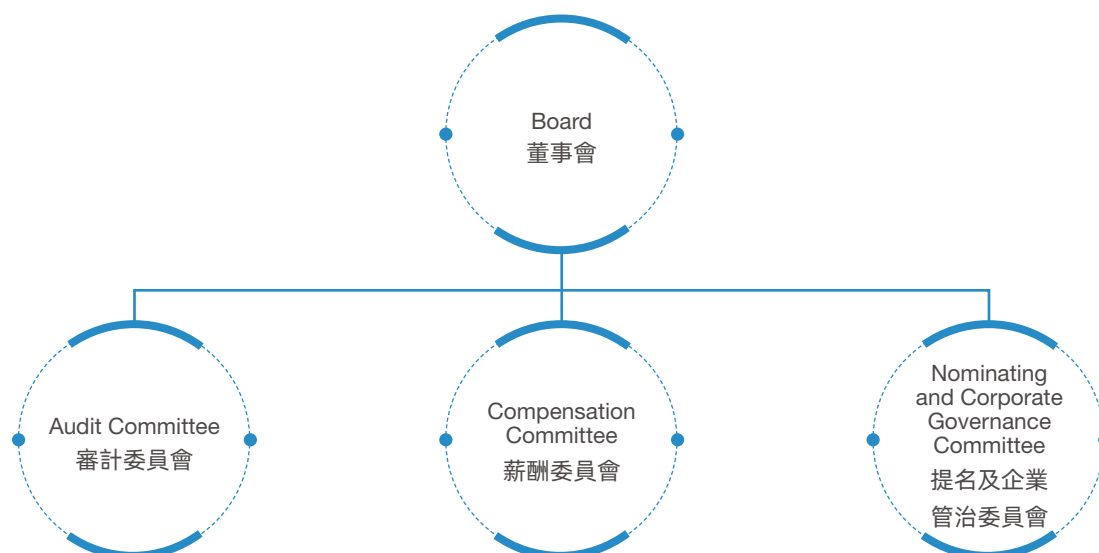 Board
董事會
Audit Committee
審計委員會
Compensation
Committee
薪酬委員會
Nominating
and Corporate
Governance
Committee
提名及企業
管治委員會